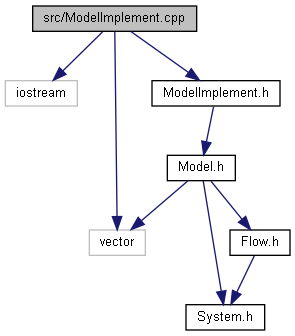 src/ModelImplement.cpp
iostream
ModelImplement.h
Model.h
vector
Flow.h
System.h